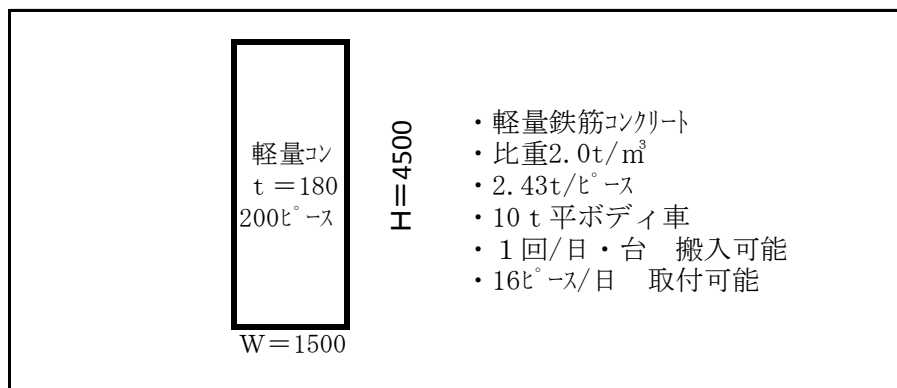 軽量コン
t＝180
200ピース
W＝1500
H＝4500
・軽量鉄筋コンクリート
・比重2.0t/㎥
・2.43t/ピース
・10ｔ平ボディ車
・１回/日・台　搬入可能
・16ピース/日　取付可能